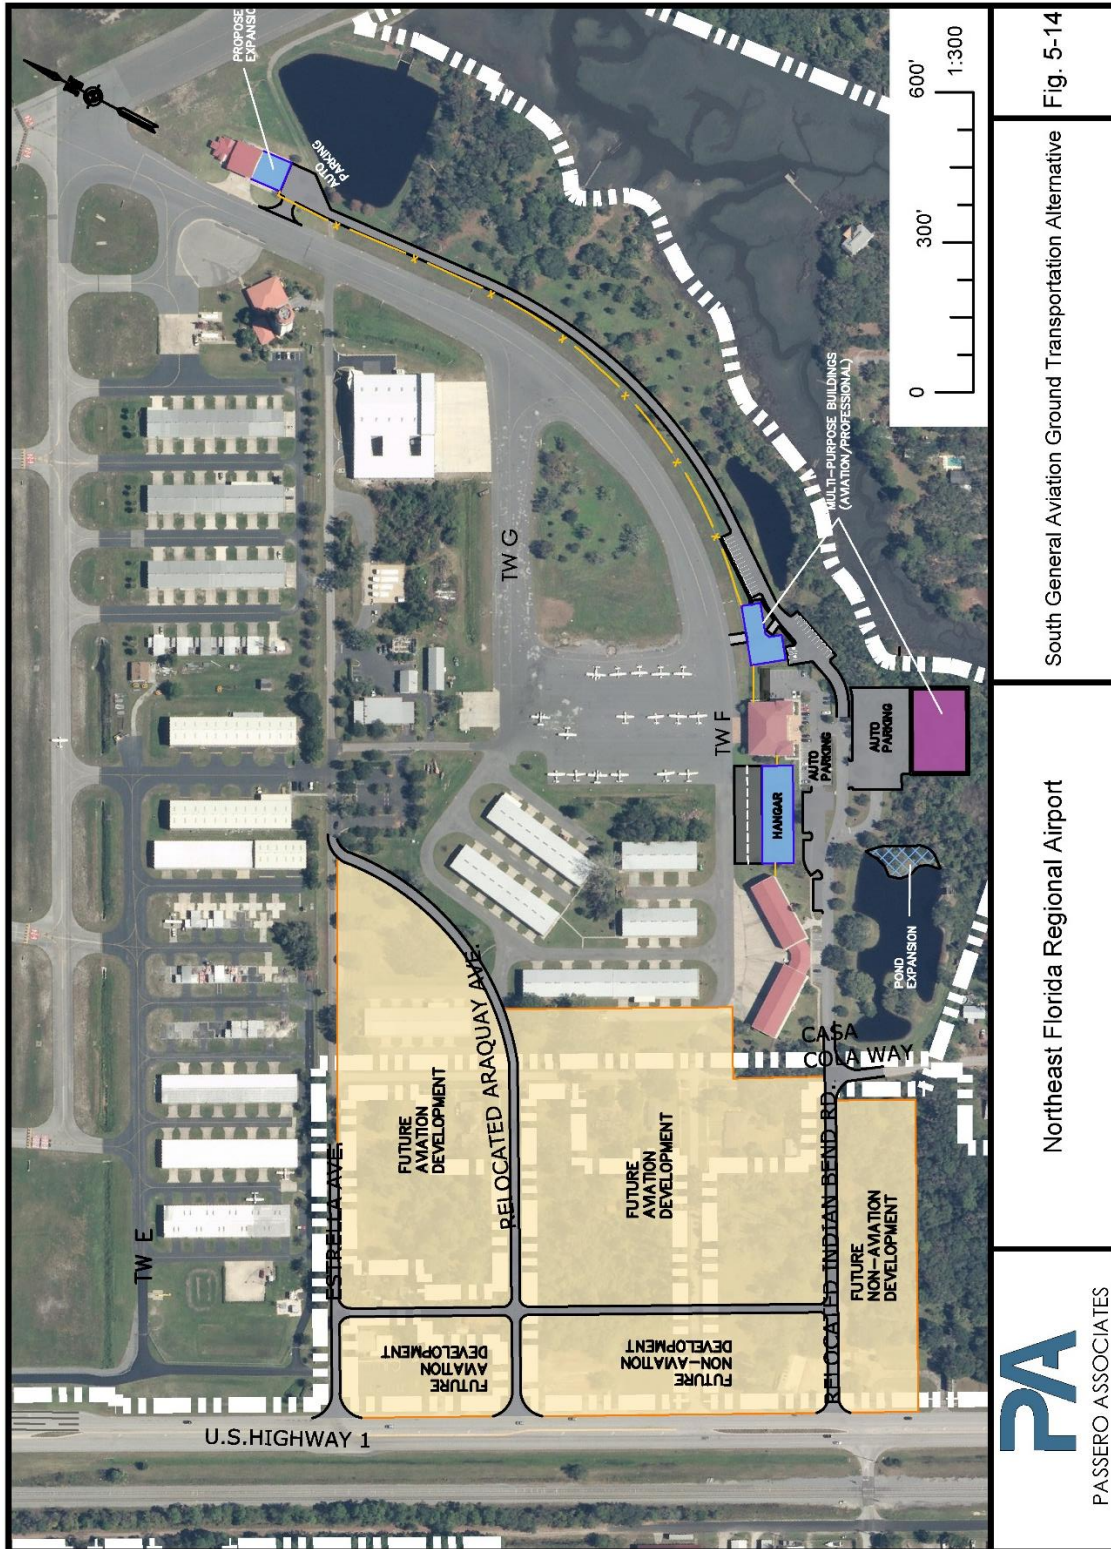 PROPOSE
EXPANSI
AUTO
PARKING
TW G
TW F
TW E
HANGAR
AUTO
PARKING
AUTO
PARKING
MULTI-PURPOSE BUILDINGS
(AVIATION/PROFESSIONAL)
POND
EXPANSION
CASA
COLA WAY
ESTRELLA AVE.
RELOCATED ARAQUAY AVE.
RELOCATED INDIAN BEND RD.
FUTURE
AVIATION
DEVELOPMENT
FUTURE
AVIATION
DEVELOPMENT
FUTURE
NON-AVIATION
DEVELOPMENT
FUTURE
AVIATION
DEVELOPMENT
FUTURE
NON-AVIATION
DEVELOPMENT
U.S.HIGHWAY 1
0 300' 600'
1:300
PA
PASSERO ASSOCIATES
Northeast Florida Regional Airport
South General Aviation Ground Transportation Alternative
Fig. 5-14